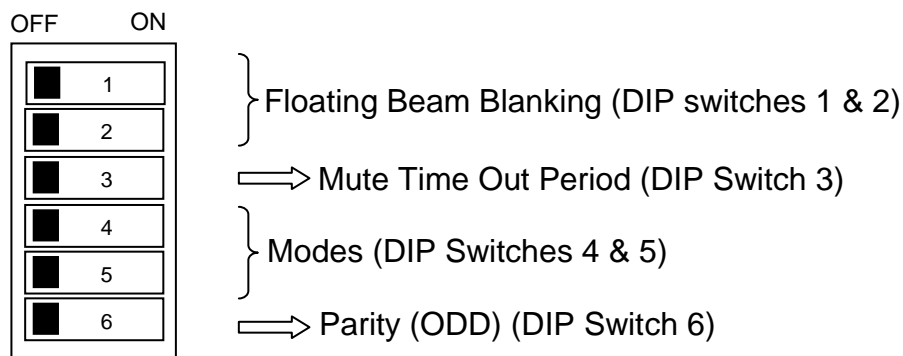 OFF ON
1
2
Floating Beam Blanking (DIP switches 1 & 2)
3
Mute Time Out Period (DIP Switch 3)
4
5
Modes (DIP Switches 4 & 5)
6
Parity (ODD) (DIP Switch 6)